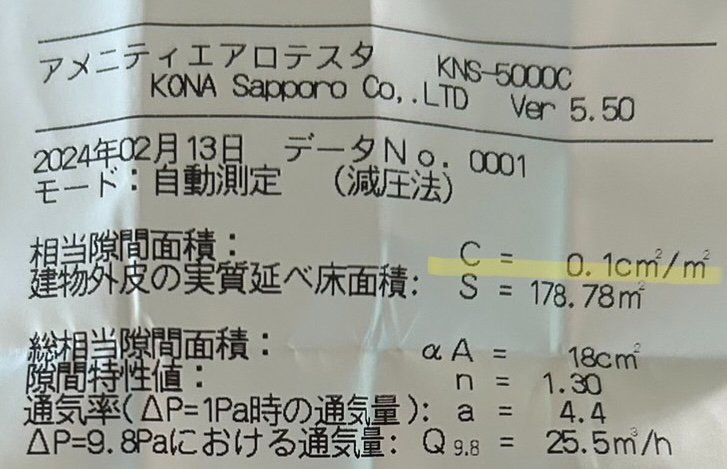 アメニティエアロテスタ KNS-5000C
KONA Sapporo Co,.LTD Ver 5.50
2024年02月13日 データNo. 0001
モード:自動測定 (減圧法)
相当隙間面積: C = 0.1cm²/m²
建物外皮の実質延べ床面積: S = 178.78m²
総相当隙間面積: αA = 18cm²
隙間特性値: n = 1.30
通気率(ΔP=1Pa時の通気量): a = 4.4
ΔP=9.8Paにおける通気量: Q9.8 = 25.5m³/h